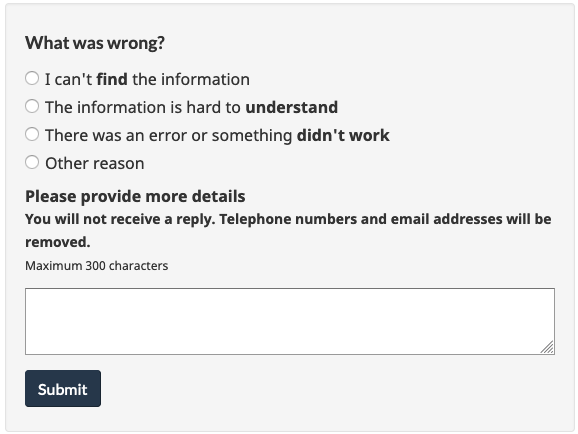 What was wrong?
I can't find the information
The information is hard to understand
There was an error or something didn't work
Other reason
Please provide more details
You will not receive a reply. Telephone numbers and email addresses will be
removed.
Maximum 300 characters
Submit